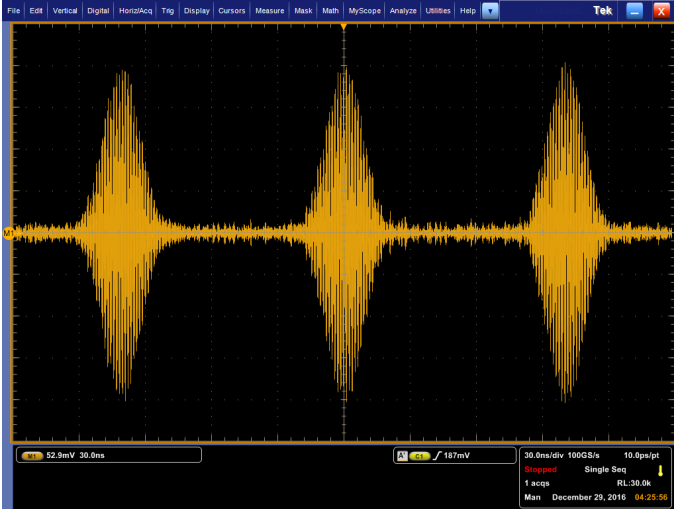 File Edit Vertical Digital Horiz/Acq Trig Display Cursors Measure Mask Math MyScope Analyze Utilities Help Tek X
M1
M1 52.9mV 30.0ns
A' C1 187mV
30.0ns/div 100GS/s 10.0ps/pt
Stopped Single Seq
1 acqs RL:30.0k
Man December 29, 2016 04:25:56